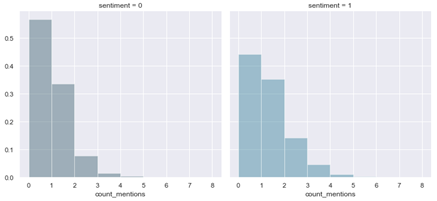 sentiment = 0
sentiment = 1
0.5
0.4
0.3
0.2
0.1
0.0
0 1 2 3 4 5 6 7 8
0 1 2 3 4 5 6 7 8
count_mentions
count_mentions